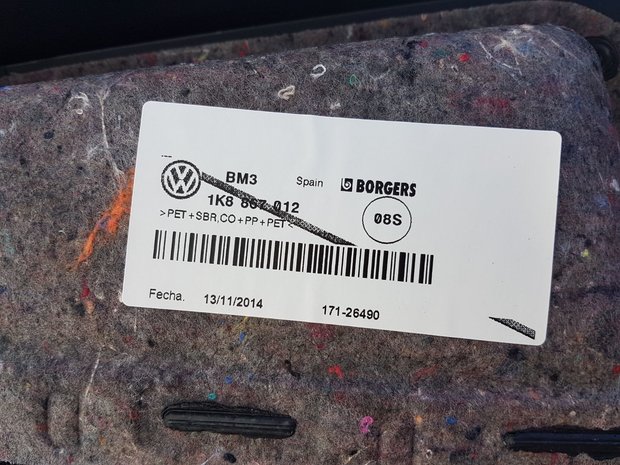 BM3 Spain BORGERS
1K8 867 012
08S
>PET+SBR,CO+PP+PET<
Fecha. 13/11/2014 171-26490